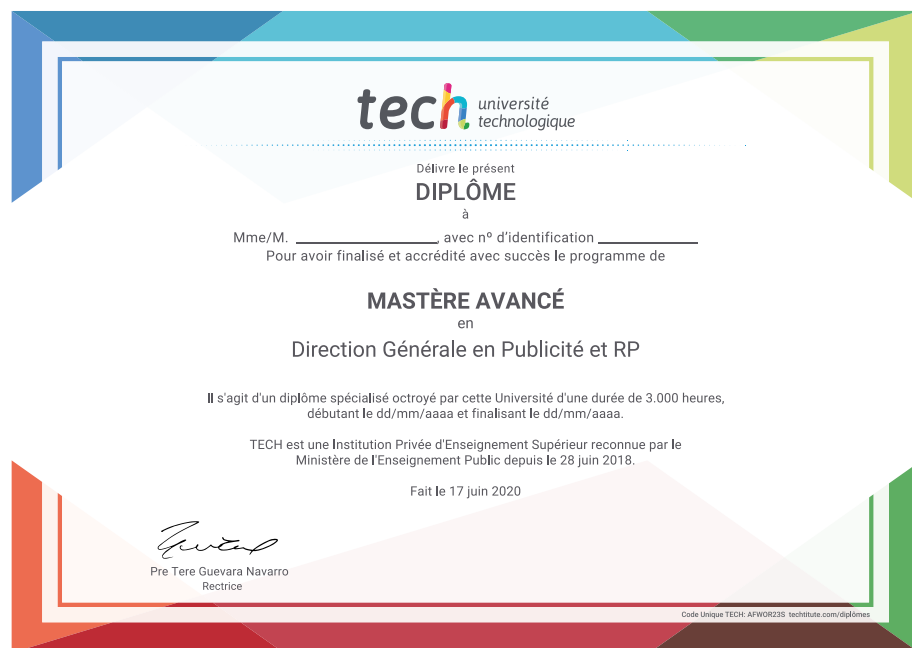 tech université
technologique
Délivre le présent
DIPLÔME
à
Mme/M. ____________, avec nº d'identification ____________
Pour avoir finalisé et accrédité avec succès le programme de
MASTÈRE AVANCÉ
en
Direction Générale en Publicité et RP
Il s'agit d'un diplôme spécialisé octroyé par cette Université d'une durée de 3.000 heures,
débutant le dd/mm/aaaa et finalisant le dd/mm/aaaa.
TECH est une Institution Privée d'Enseignement Supérieur reconnue par le
Ministère de l'Enseignement Public depuis le 28 juin 2018.
Fait le 17 juin 2020
Pre Tere Guevara Navarro
Rectrice
Code Unique TECH: AFWOR23S techtitute.com/diplômes